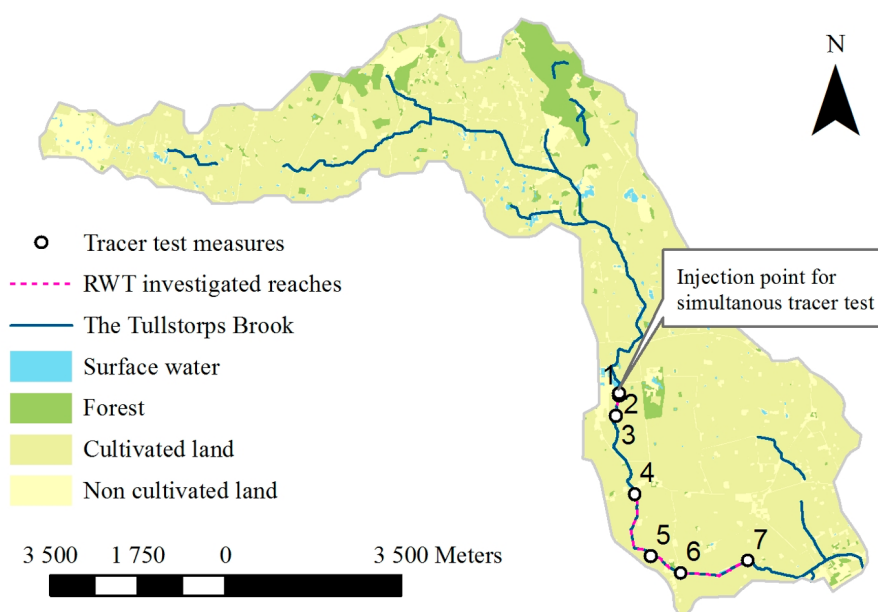 N
Injection point for
simultanous tracer test
Tracer test measures
RWT investigated reaches
The Tullstorps Brook
Surface water
Forest
Cultivated land
Non cultivated land
1
2
3
4
5
6
7
3 500 1 750 0 3 500 Meters